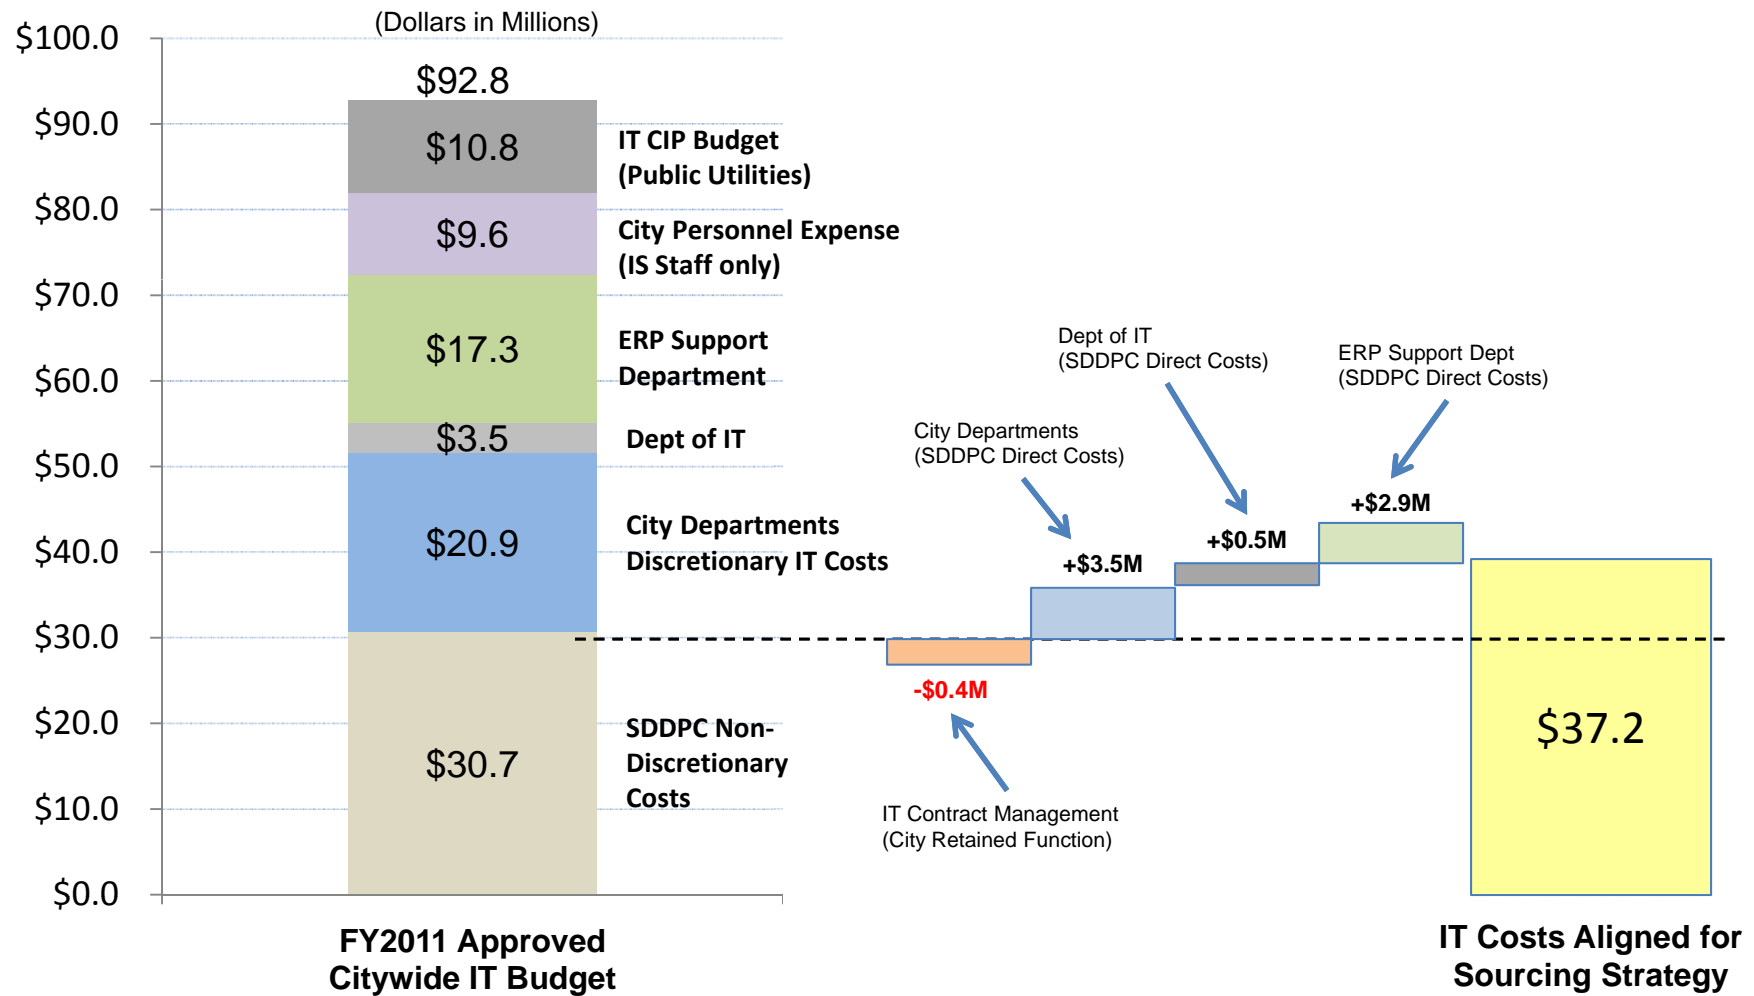 (Dollars in Millions)
$100.0
$90.0
$80.0
$70.0
$60.0
$50.0
$40.0
$30.0
$20.0
$10.0
$0.0
$92.8
$10.8
IT CIP Budget
(Public Utilities)
$9.6
City Personnel Expense
(IS Staff only)
$17.3
ERP Support
Department
$3.5
Dept of IT
$20.9
City Departments
Discretionary IT Costs
$30.7
SDDPC Non-
Discretionary
Costs
FY2011 Approved
Citywide IT Budget
IT Contract Management
(City Retained Function)
-$0.4M
City Departments
(SDDPC Direct Costs)
+$3.5M
Dept of IT
(SDDPC Direct Costs)
+$0.5M
ERP Support Dept
(SDDPC Direct Costs)
+$2.9M
$37.2
IT Costs Aligned for
Sourcing Strategy